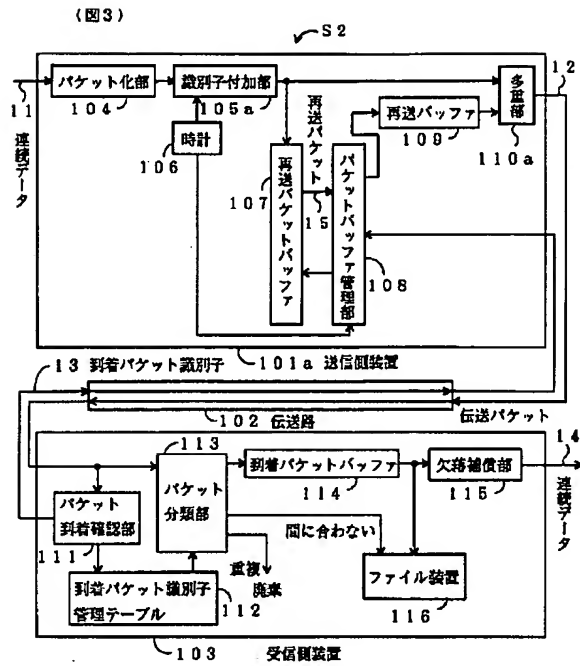 (図3)
S2
11
連続データ
パケット化部
104
識別子付加部
105a
時計
106
107
再送パケットバッファ
再送パケット
15
パケットバッファ管理部
108
再送バッファ
109
多重部
110a
12
101a 送信側装置
13 到着パケット識別子
102 伝送路
伝送パケット
113
パケット
分類部
パケット
到着確認部
111
到着パケット識別子
管理テーブル
112
到着パケットバッファ
114
欠落補償部
115
14
連続データ
間に合わない
重複
廃棄
ファイル装置
116
103 受信側装置